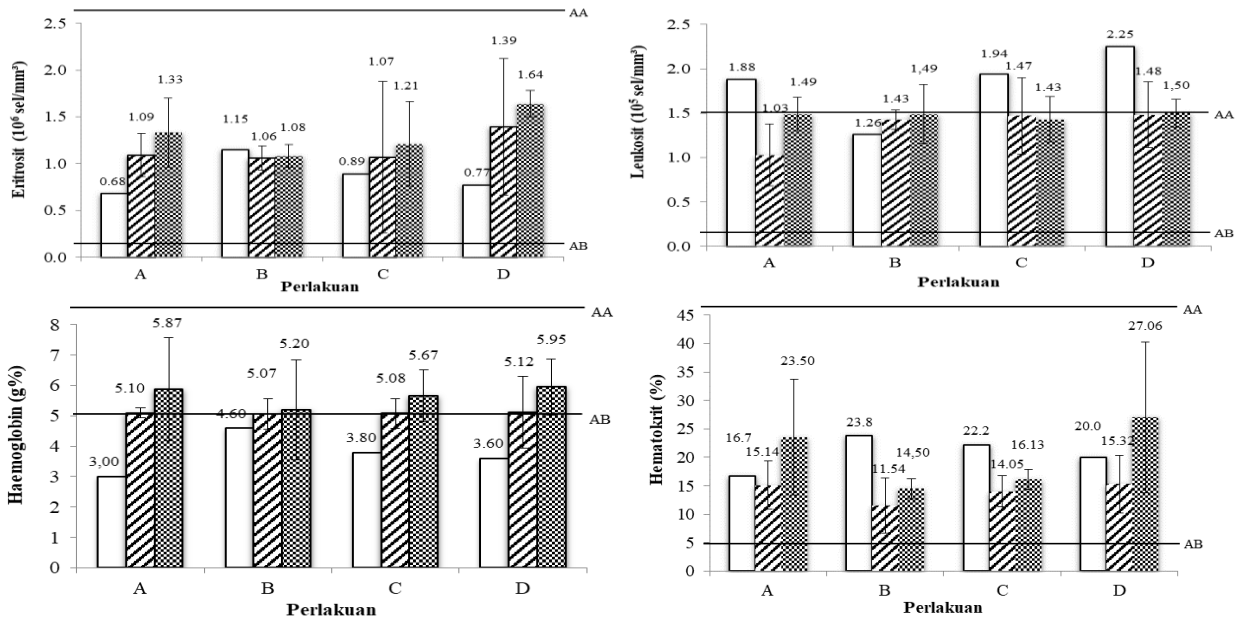 AA
2.5
2.0
1.5
1.0
0.5
0.0
Eritrosit (10⁶ sel/mm³)
0.68
1.09
1.33
1.15
1.06
1.08
0.89
1.07
1.21
0.77
1.39
1.64
AB
A
B
C
D
Perlakuan
2.5
2.0
1.5
1.0
0.5
0.0
Leukosit (10⁵ sel/mm³)
1.88
1.03
1.49
1.26
1.43
1,49
1.94
1.47
1.43
2.25
1.48
1,50
AA
AB
A
B
C
D
Perlakuan
AA
8
7
6
5
4
3
2
1
0
Haemoglobin (g%)
3,00
5.10
5.87
4.60
5.07
5.20
3.80
5.08
5.67
3.60
5.12
5.95
AB
A
B
C
D
Perlakuan
AA
45
40
35
30
25
20
15
10
5
0
Hematokrit (%)
16.7
15.14
23.50
23.8
11.54
14,50
22.2
14.05
16.13
20.0
15.32
27.06
AB
A
B
C
D
Perlakuan